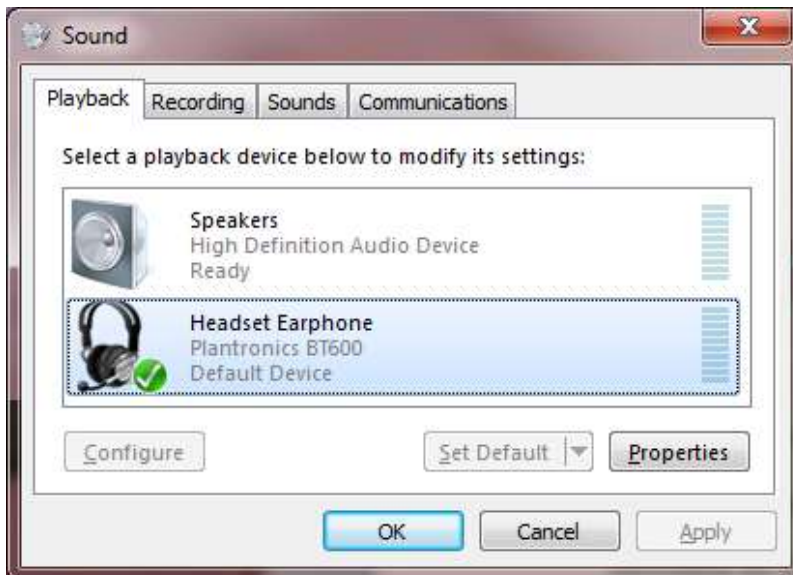 Sound
Playback Recording Sounds Communications
Select a playback device below to modify its settings:
Speakers
High Definition Audio Device
Ready
Headset Earphone
Plantronics BT600
Default Device
Configure Set Default Properties
OK Cancel Apply